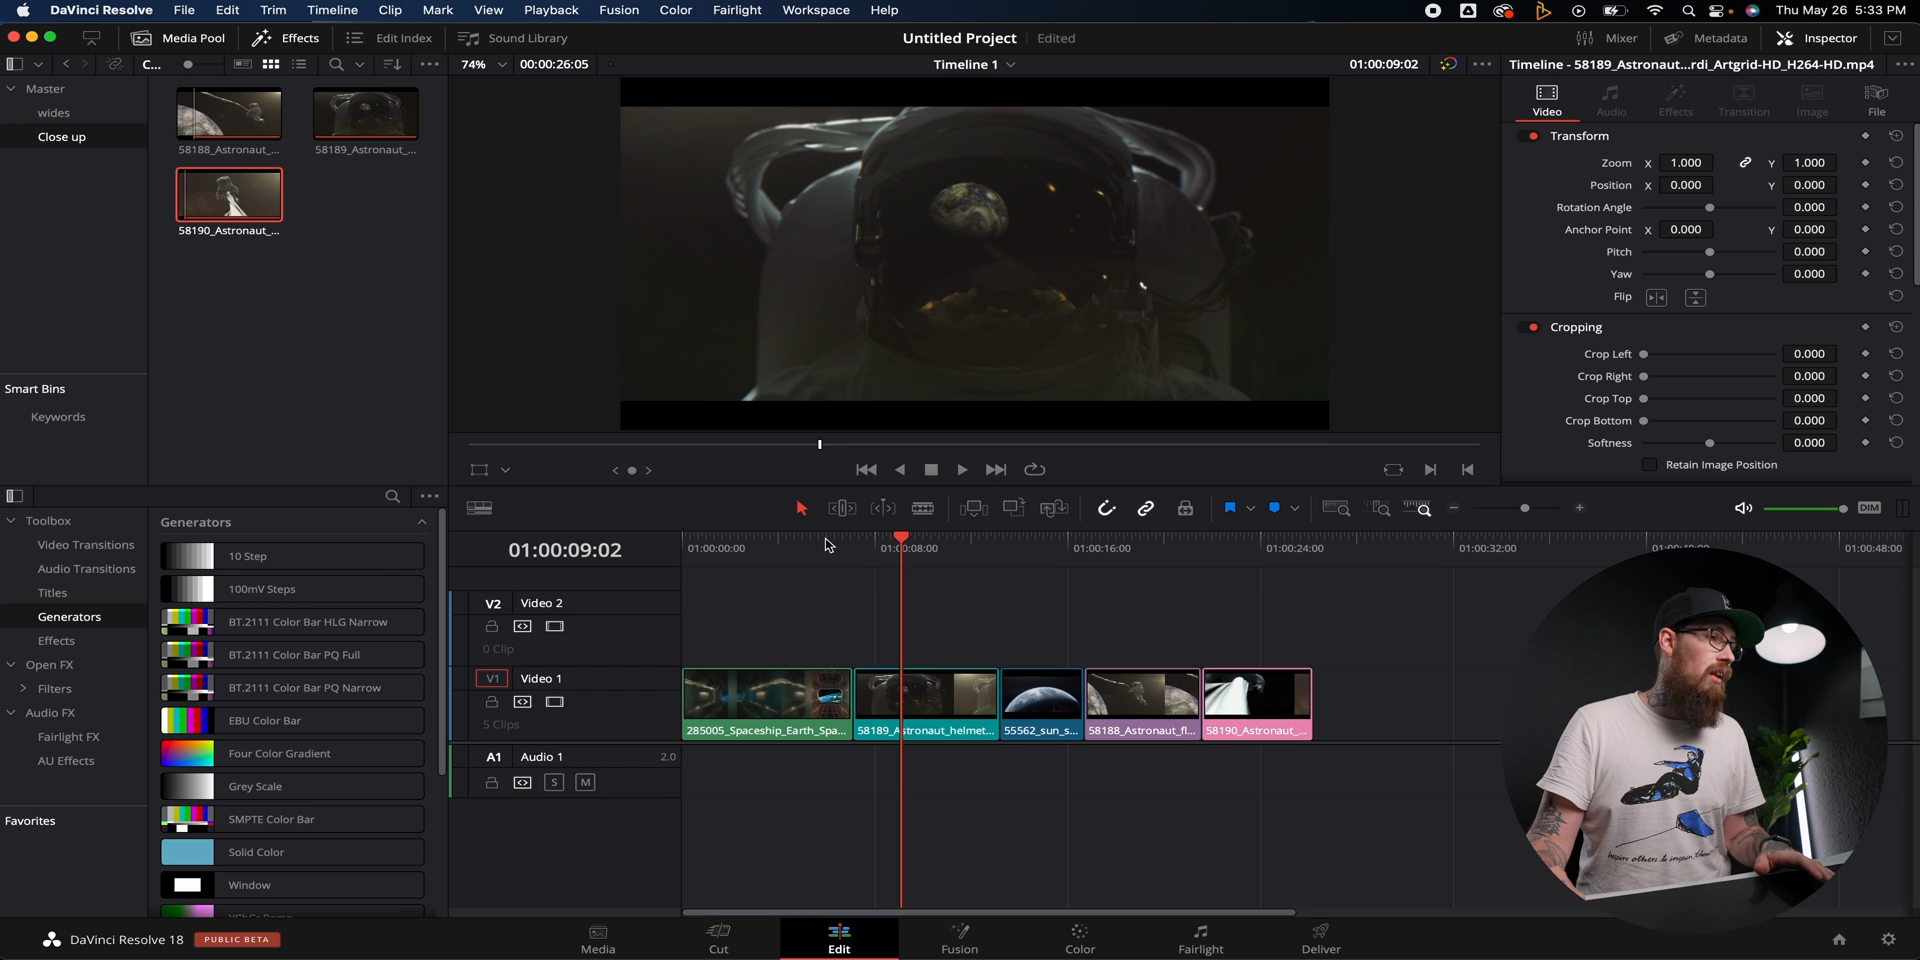 DaVinci Resolve File Edit Trim Timeline Clip Mark View Playback Fusion Color Fairlight Workspace Help Thu May 26 5:33 PM
Media Pool Effects Edit Index Sound Library Untitled Project Edited Mixer Metadata Inspector
C... 74% 00:00:26:05 Timeline 1 01:00:09:02 Timeline - 58189_Astronaut...rdi_Artgrid-HD_H264-HD.mp4
Master
wides
Close up
58188_Astronaut_...
58189_Astronaut_...
58190_Astronaut_...
Smart Bins
Keywords
Video Audio Effects Transition Image File
Transform
Zoom X 1.000 Y 1.000
Position X 0.000 Y 0.000
Rotation Angle 0.000
Anchor Point X 0.000 Y 0.000
Pitch 0.000
Yaw 0.000
Flip
Cropping
Crop Left 0.000
Crop Right 0.000
Crop Top 0.000
Crop Bottom 0.000
Softness 0.000
Retain Image Position
Toolbox
Video Transitions
Audio Transitions
Titles
Generators
Effects
Open FX
Filters
Audio FX
Fairlight FX
AU Effects
Favorites
Generators
10 Step
100mV Steps
BT.2111 Color Bar HLG Narrow
BT.2111 Color Bar PQ Full
BT.2111 Color Bar PQ Narrow
EBU Color Bar
Four Color Gradient
Grey Scale
SMPTE Color Bar
Solid Color
Window
DIM
01:00:09:02 01:00:00:00 01:00:08:00 01:00:16:00 01:00:24:00 01:00:32:00 01:00:48:00
V2 Video 2
0 Clip
V1 Video 1
5 Clips
285005_Spaceship_Earth_Spa... 58189_Astronaut_helmet... 55562_sun_s... 58188_Astronaut_fl... 58190_Astronaut_...
A1 Audio 1 2.0
S M
DaVinci Resolve 18 PUBLIC BETA
Media Cut Edit Fusion Color Fairlight Deliver